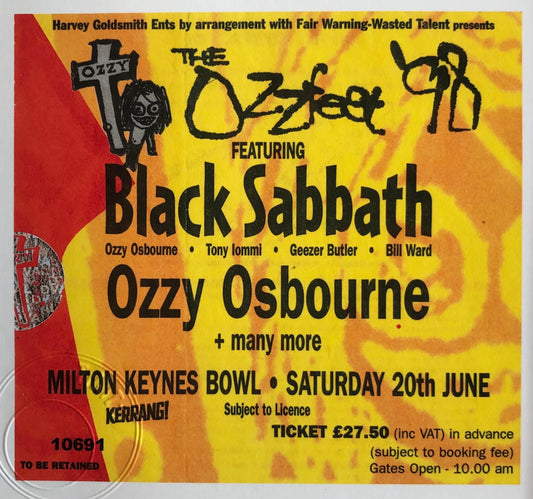 Harvey Goldsmith Ents by arrangement with Fair Warning-Wasted Talent presents
OZZY
THE
Ozzfest 98
FEATURING
Black Sabbath
Ozzy Osbourne • Tony Iommi • Geezer Butler • Bill Ward
Ozzy Osbourne
+ many more
MILTON KEYNES BOWL • SATURDAY 20th JUNE
KERRANG!
Subject to Licence
TICKET £27.50 (inc VAT) in advance
(subject to booking fee)
Gates Open - 10.00 am
10691
TO BE RETAINED